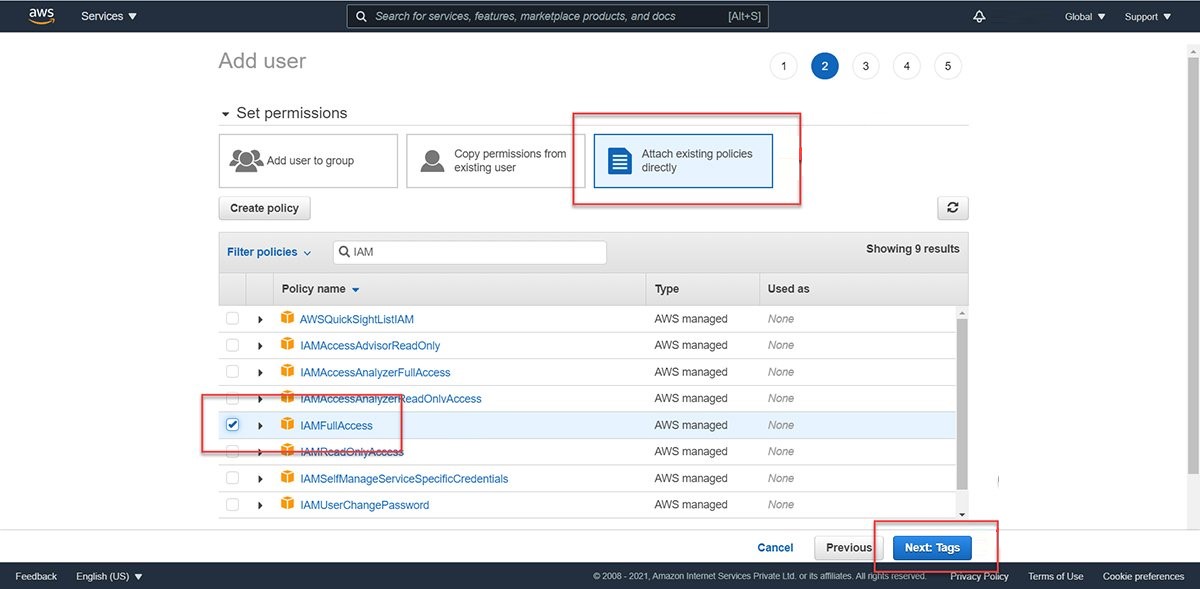 aws Services Search for services, features, marketplace products, and docs [Alt+S] Global Support
Add user 1 2 3 4 5
Set permissions
Add user to group
Copy permissions from
existing user
Attach existing policies
directly
Create policy
Filter policies IAM Showing 9 results
Policy name Type Used as
AWSQuickSightListIAM AWS managed None
IAMAccessAdvisorReadOnly AWS managed None
IAMAccessAnalyzerFullAccess AWS managed None
IAMAccessAnalyzerReadOnlyAccess AWS managed None
IAMFullAccess AWS managed None
IAMReadOnlyAccess AWS managed None
IAMSelfManageServiceSpecificCredentials AWS managed None
IAMUserChangePassword AWS managed None
Cancel Previous Next: Tags
Feedback English (US) © 2008 - 2021, Amazon Internet Services Private Ltd. or its affiliates. All rights reserved. Privacy Policy Terms of Use Cookie preferences